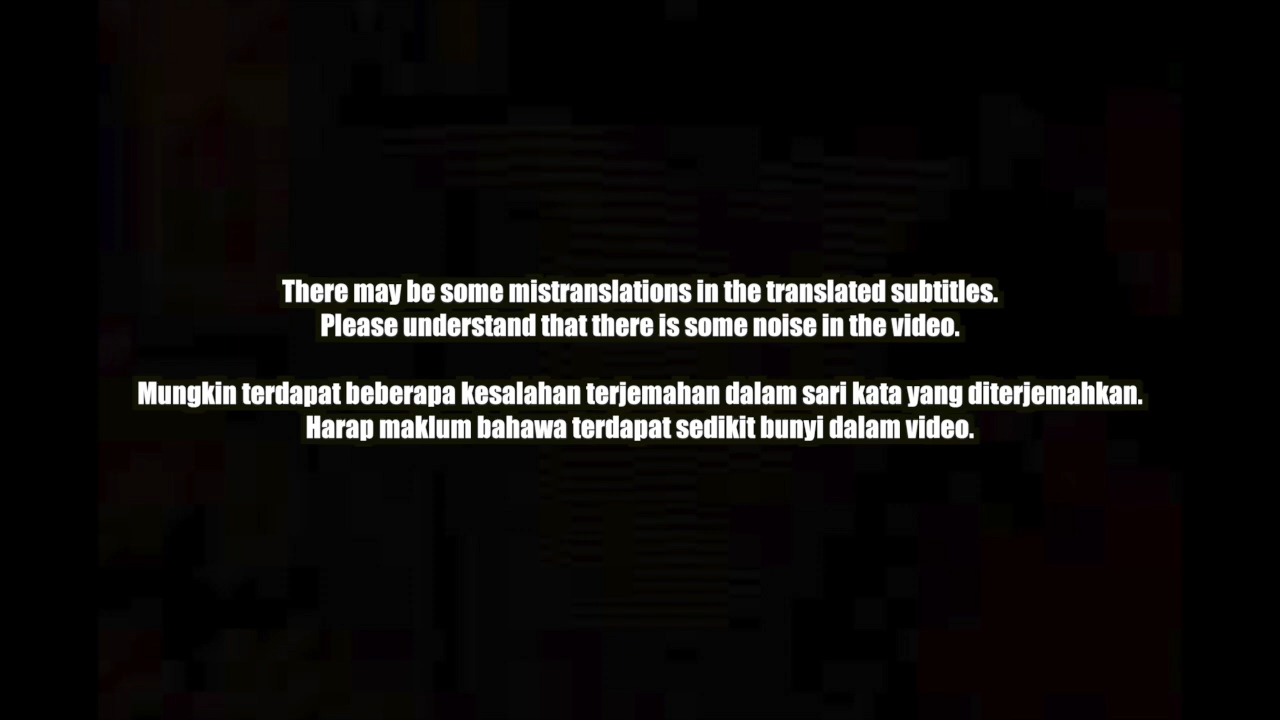 There may be some mistranslations in the translated subtitles.
Please understand that there is some noise in the video.
Mungkin terdapat beberapa kesalahan terjemahan dalam sari kata yang diterjemahkan.
Harap maklum bahawa terdapat sedikit bunyi dalam video.